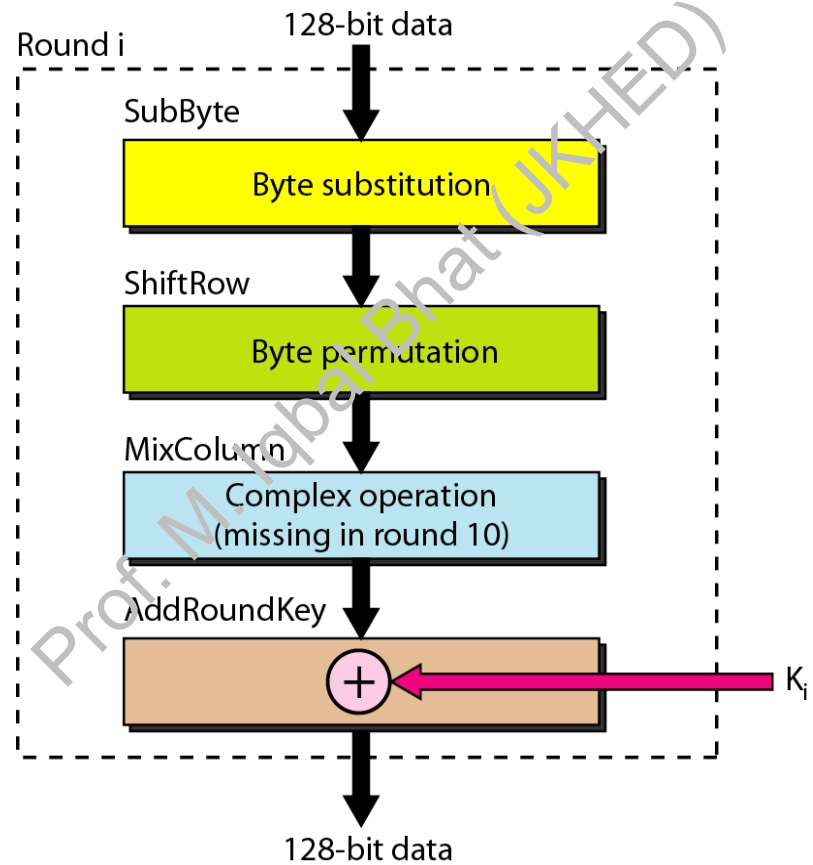 128-bit data
Round i
SubByte
Byte substitution
ShiftRow
Byte permutation
MixColumn
Complex operation
(missing in round 10)
AddRoundKey
+
Ki
128-bit data
Prof. M. Iqbal Bhat (JKHED)